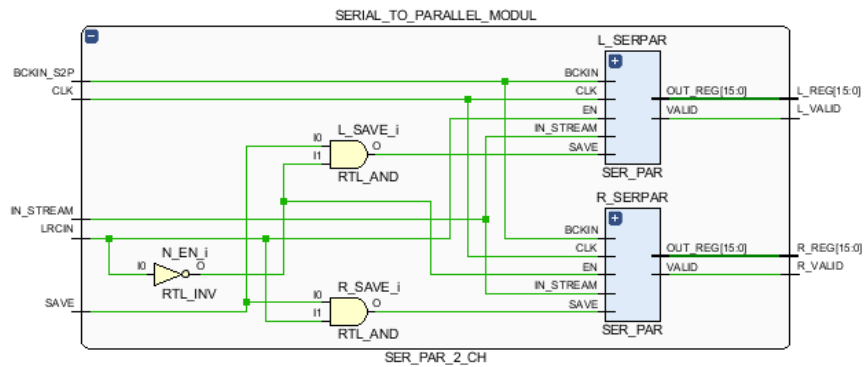 SERIAL_TO_PARALLEL_MODUL
L_SERPAR
BCKIN_S2P
BCKIN
CLK
CLK
OUT_REG[15:0]
L_REG[15:0]
EN
VALID
L_VALID
L_SAVE_i
IN_STREAM
I0
O
I1
SAVE
RTL_AND
SER_PAR
R_SERPAR
IN_STREAM
LRCIN
BCKIN
N_EN_i
CLK
OUT_REG[15:0]
R_REG[15:0]
I0
O
EN
VALID
R_VALID
R_SAVE_i
IN_STREAM
RTL_INV
I0
O
SAVE
I1
SAVE
RTL_AND
SER_PAR
SER_PAR_2_CH